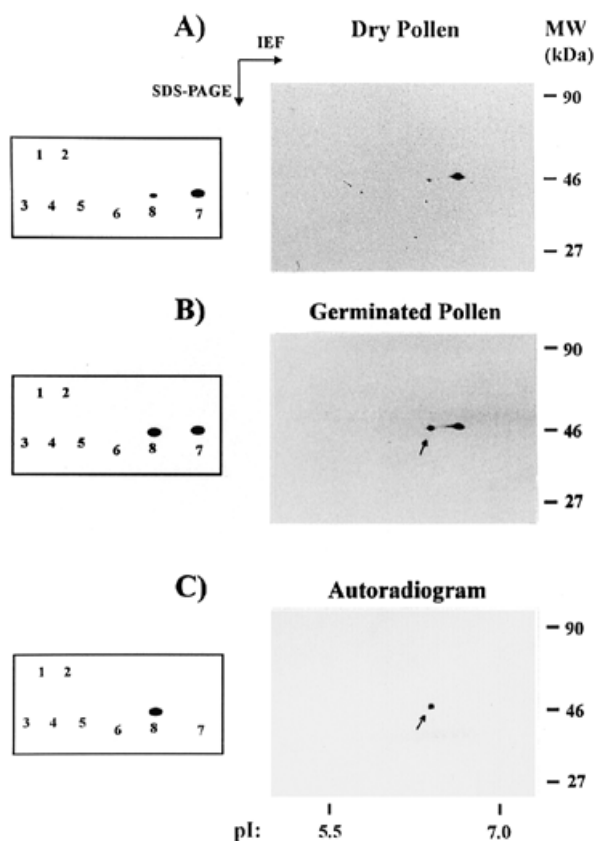 A)
IEF
SDS-PAGE
Dry Pollen
MW
(kDa)
1 2
3 4 5 6 8 7
90
46
27
B)
Germinated Pollen
1 2
3 4 5 6 8 7
90
46
27
C)
Autoradiogram
1 2
3 4 5 6 8 7
90
46
27
pI: 5.5 7.0